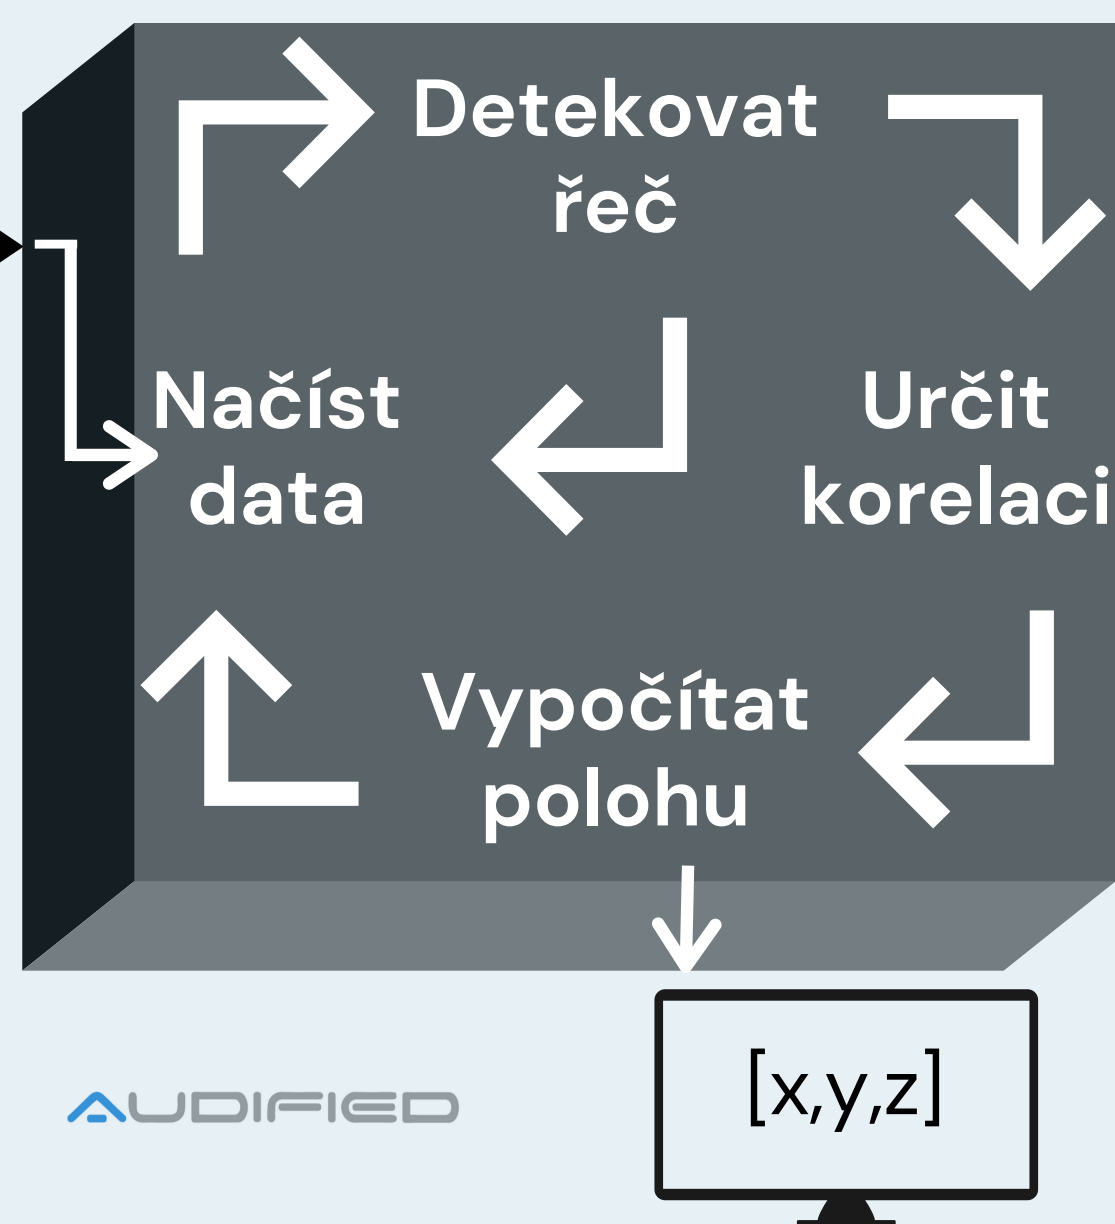 Detekovat
řeč
Načíst
data
Určit
korelaci
Vypočítat
polohu
[x,y,z]
AUDIFIED